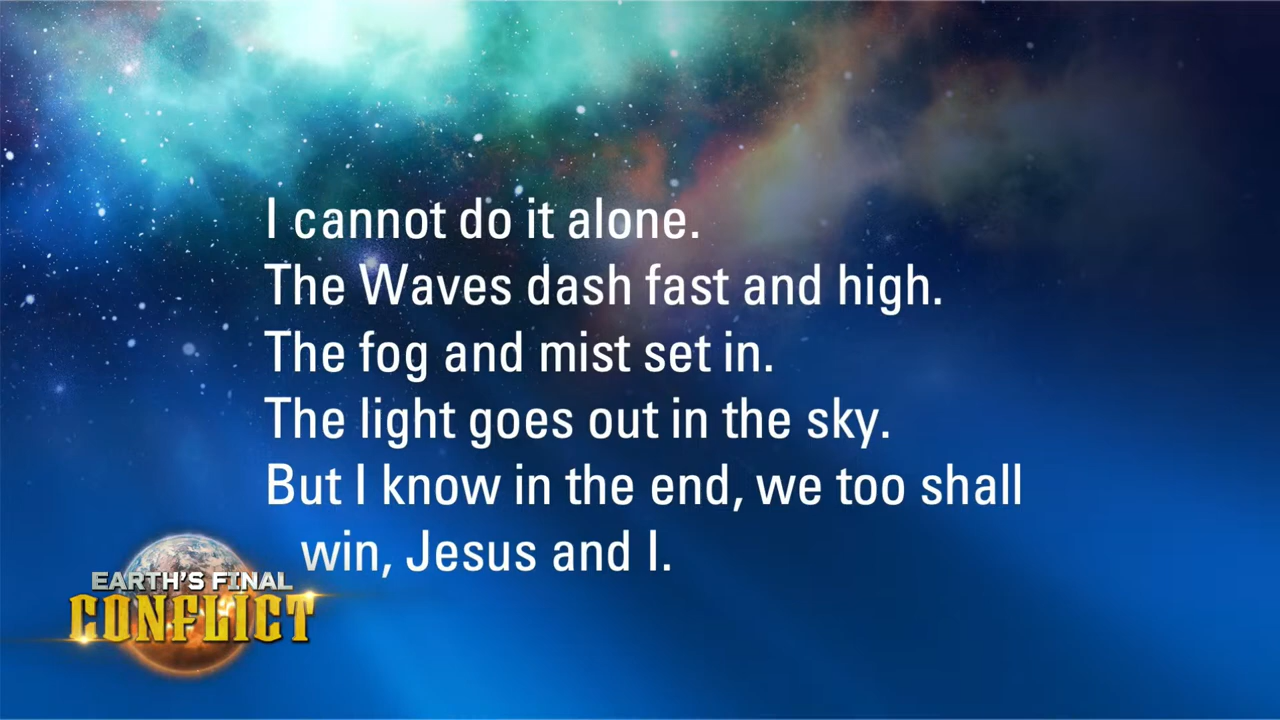 I cannot do it alone.
The Waves dash fast and high.
The fog and mist set in.
The light goes out in the sky.
But I know in the end, we too shall
win, Jesus and I.
EARTH'S FINAL
CONFLICT